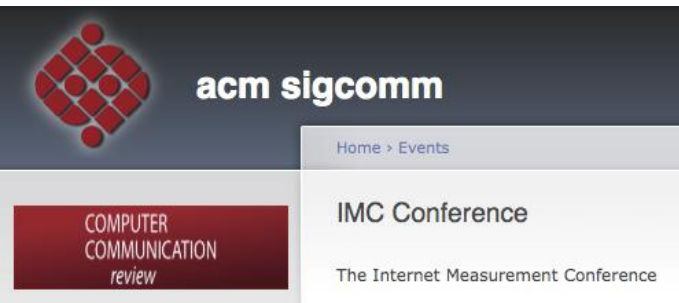 acm sigcomm
Home › Events
COMPUTER
COMMUNICATION
review
IMC Conference
The Internet Measurement Conference